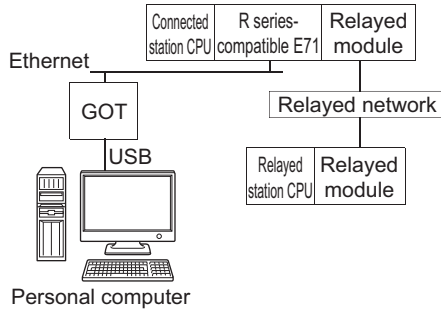 Connected
station CPU
R series-
compatible E71
Relayed
module
Ethernet
GOT
Relayed network
USB
Relayed
station CPU
Relayed
module
Personal computer